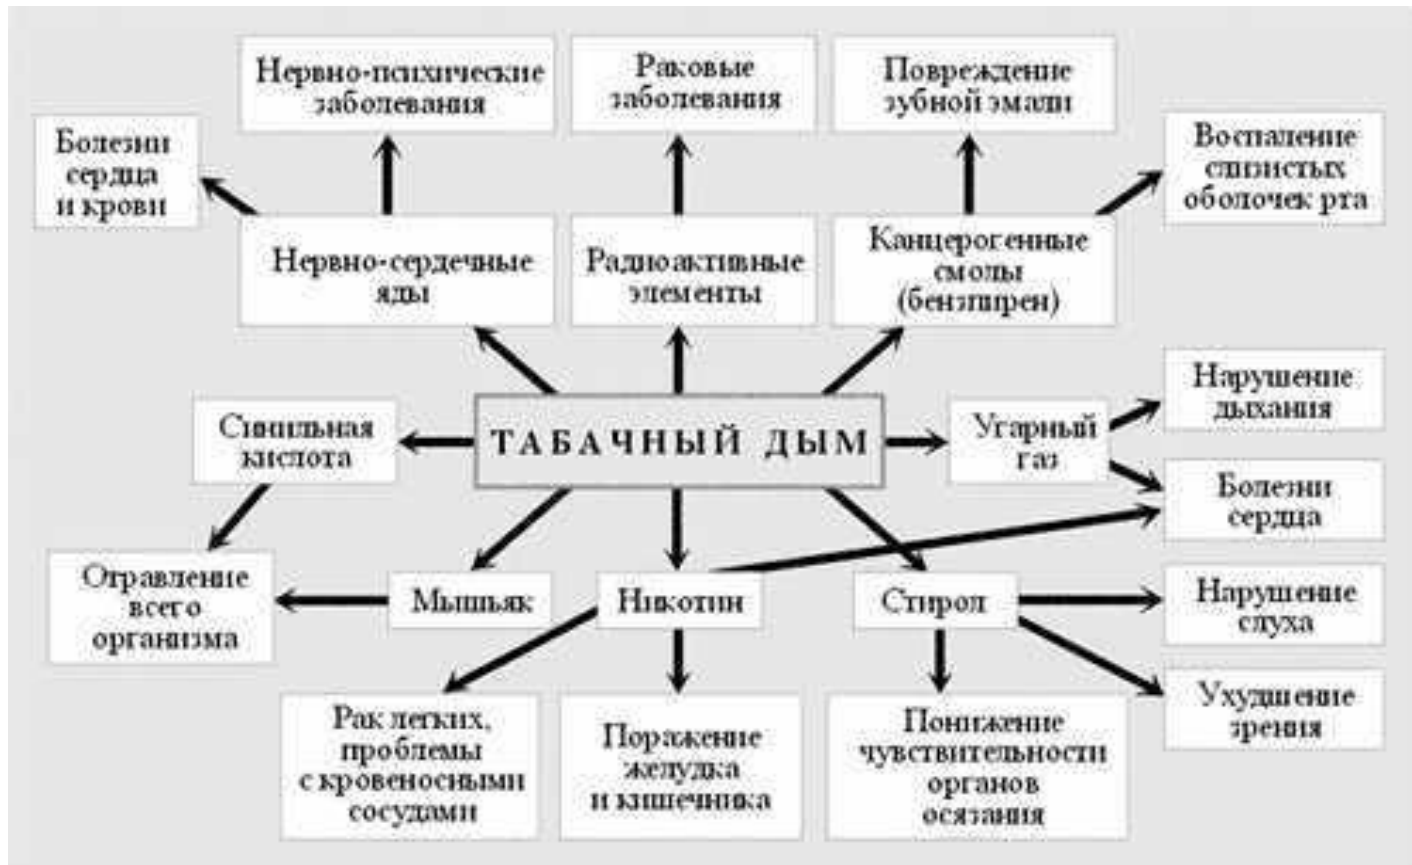 Нервно-психические
заболевания
Раковые
заболевания
Повреждение
зубной эмали
Болезни
сердца
и крови
Воспаление
слизистых
оболочек рта
Нервно-сердечные
яды
Радиоактивные
элементы
Канцерогенные
смолы
(бензпирен)
Синильная
кислота
ТАБАЧНЫЙ ДЫМ
Угарный
газ
Нарушение
дыхания
Болезни
сердца
Отравление
всего
организма
Мышьяк
Никотин
Стирол
Нарушение
слуха
Рак легких,
проблемы
с кровеносными
сосудами
Поражение
желудка
и кишечника
Понижение
чувствительности
органов
осязания
Ухудшение
зрения